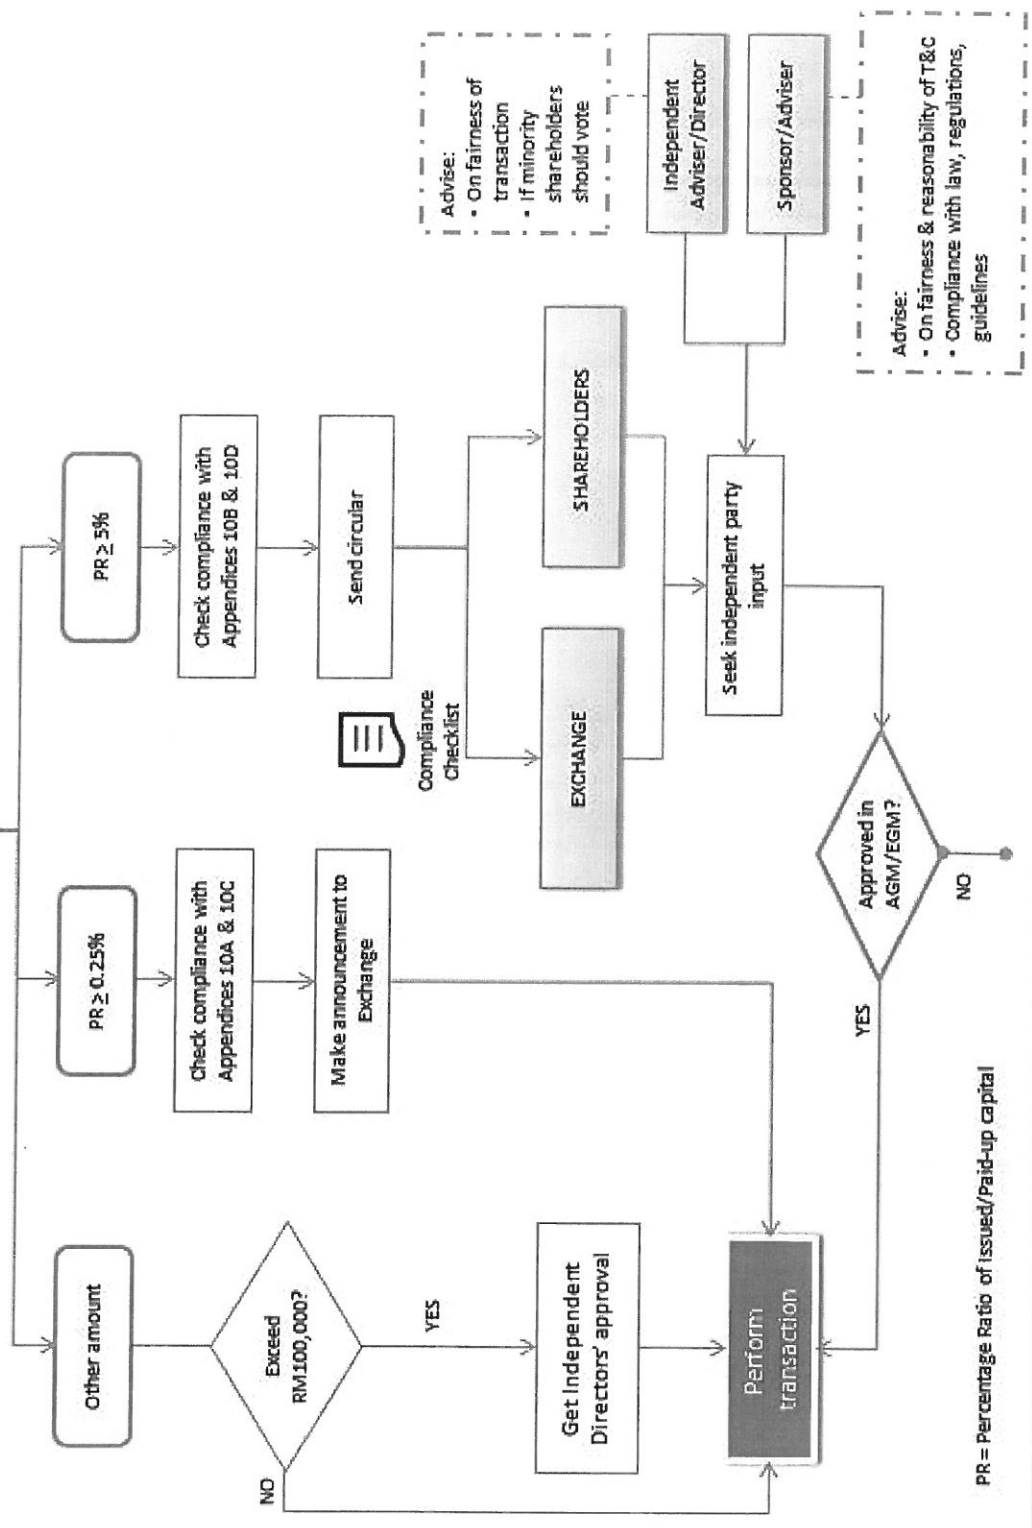 Other amount
PR ≥ 0.25%
PR ≥ 5%
Exceed
RM100,000?
NO
YES
Get Independent
Directors' approval
Check compliance with
Appendices 10A & 10C
Make announcement to
Exchange
Check compliance with
Appendices 10B & 10D
Send circular
Compliance
Checklist
EXCHANGE
SHAREHOLDERS
Advise:
• On fairness of
transaction
• If minority
shareholders
should vote
Independent
Adviser/Director
Sponsor/Adviser
Advise:
• On fairness & reasonability of T&C
• Compliance with law, regulations,
guidelines
Seek independent party
input
Approved in
AGM/EGM?
YES
NO
Perform
transaction
PR = Percentage Ratio of Issued/Paid-up capital